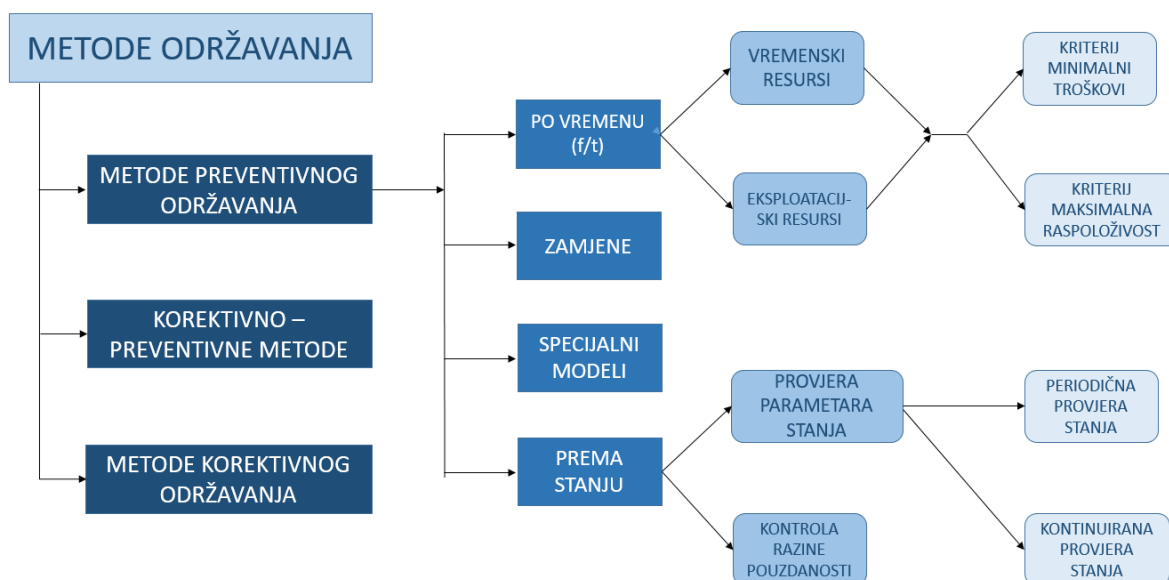 METODE ODRŽAVANJA
METODE PREVENTIVNOG
ODRŽAVANJA
KOREKTIVNO –
PREVENTIVNE METODE
METODE KOREKTIVNOG
ODRŽAVANJA
PO VREMENU
(f/t)
ZAMJENE
SPECIJALNI
MODELI
PREMA
STANJU
VREMENSKI
RESURSI
EKSPLOATACIJ-
SKI RESURSI
PROVJERA
PARAMETARA
STANJA
KONTROLA
RAZINE
POUZDANOSTI
KRITERIJ
MINIMALNI
TROŠKOVI
KRITERIJ
MAKSIMALNA
RASPOLOŽIVOST
PERIODIČNA
PROVJERA
STANJA
KONTINUIRANA
PROVJERA
STANJA